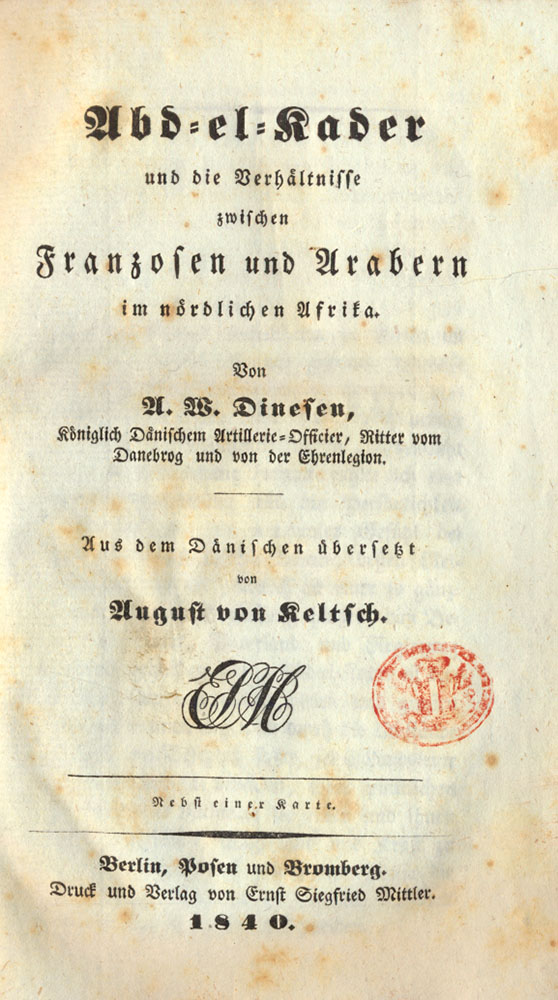 Abd-el-Kader
und die Verhältnisse
zwischen
Franzosen und Arabern
im nördlichen Afrika.
Von
A. W. Dinesen,
Königlich Dänischem Artillerie-Officier, Ritter vom
Danebrog und von der Ehrenlegion.
Aus dem Dänischen übersetzt
von
August von Keltsch.
Nebst einer Karte.
Berlin, Posen und Bromberg.
Druck und Verlag von Ernst Siegfried Mittler.
1840.